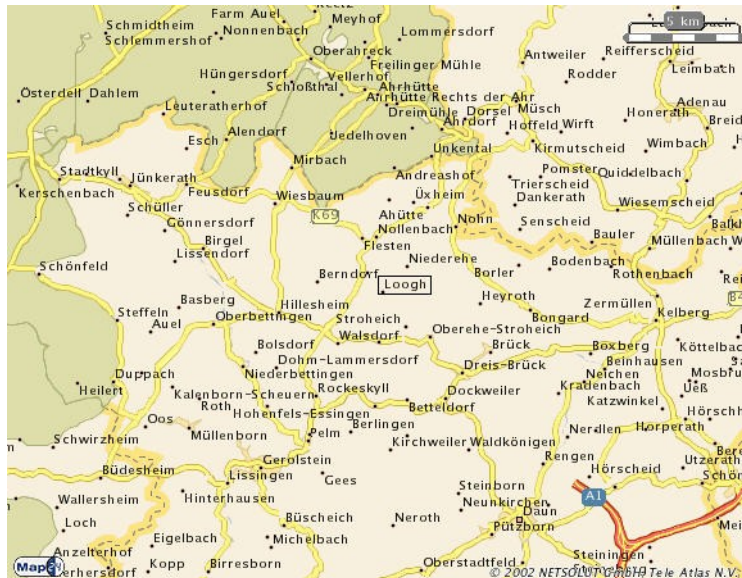 Farm Auel
Meyhof
Schmidtheim
Nonnenbach
Lommersdorf
5 km
Schlemmershof
Oberahreck
Antweiler
Reifferscheid
Freilinger Mühle
Leimbach
Hüngersdorf
Vellerhof
Rodder
Schloßthal
Ahrhütte
Österdell
Dahlem
Ahrhütte Rechts der Ahr
Müsch
Adenau
Leuteratherhof
Dreimühle
Dorsel
Honerath
Alendorf
Uedelhoven
Ahrdorf
Hoffeld
Wirft
Esch
Unkental
Kirmutscheid
Wimbach
Mirbach
Stadtkyll
Jünkerath
Andreashof
Pomster
Quiddelbach
Kerschenbach
Feusdorf
Wiesbaum
Üxheim
Trierscheid
Dankerath
Wiesemscheid
Schüller
K69
Ahütte
Nohn
Senscheid
Gönnersdorf
Nollenbach
Bauler
Birgel
Flesten
Müllenbach
Lissendorf
Niederehe
Bodenbach
Schönfeld
Berndorf
Borler
Rothenbach
Loogh
Basberg
Hillesheim
Heyroth
Zermüllen
Steffeln
Oberbettingen
Stroheich
Bongard
Kelberg
Auel
Walsdorf
Oberehe-Stroheich
Bolsdorf
Brück
Boxberg
Dohm-Lammersdorf
Beinhausen
Duppach
Niederbettingen
Dreis-Brück
Neichen
Heilert
Kalenborn-Scheuern
Rockeskyll
Dockweiler
Kradenbach
Roth
Hohenfels-Essingen
Betteldorf
Katzwinkel
Ueß
Oos
Müllenborn
Berlingen
Nerdlen
Horperath
Schwirzheim
Pelm
Kirchweiler
Waldkönigen
Gerolstein
Rengen
Büdesheim
Lissingen
Gees
Hörscheid
Utzerath
Wallersheim
Hinterhausen
Steinborn
A1
Loch
Büscheich
Neroth
Neunkirchen
Daun
Eigelbach
Michelbach
Pützborn
Anzelterhof
Steiningen
Map24
Kopp
Birresborn
Oberstadtfeld
© 2002 NETSOLUT GmbH, Tele Atlas N.V.